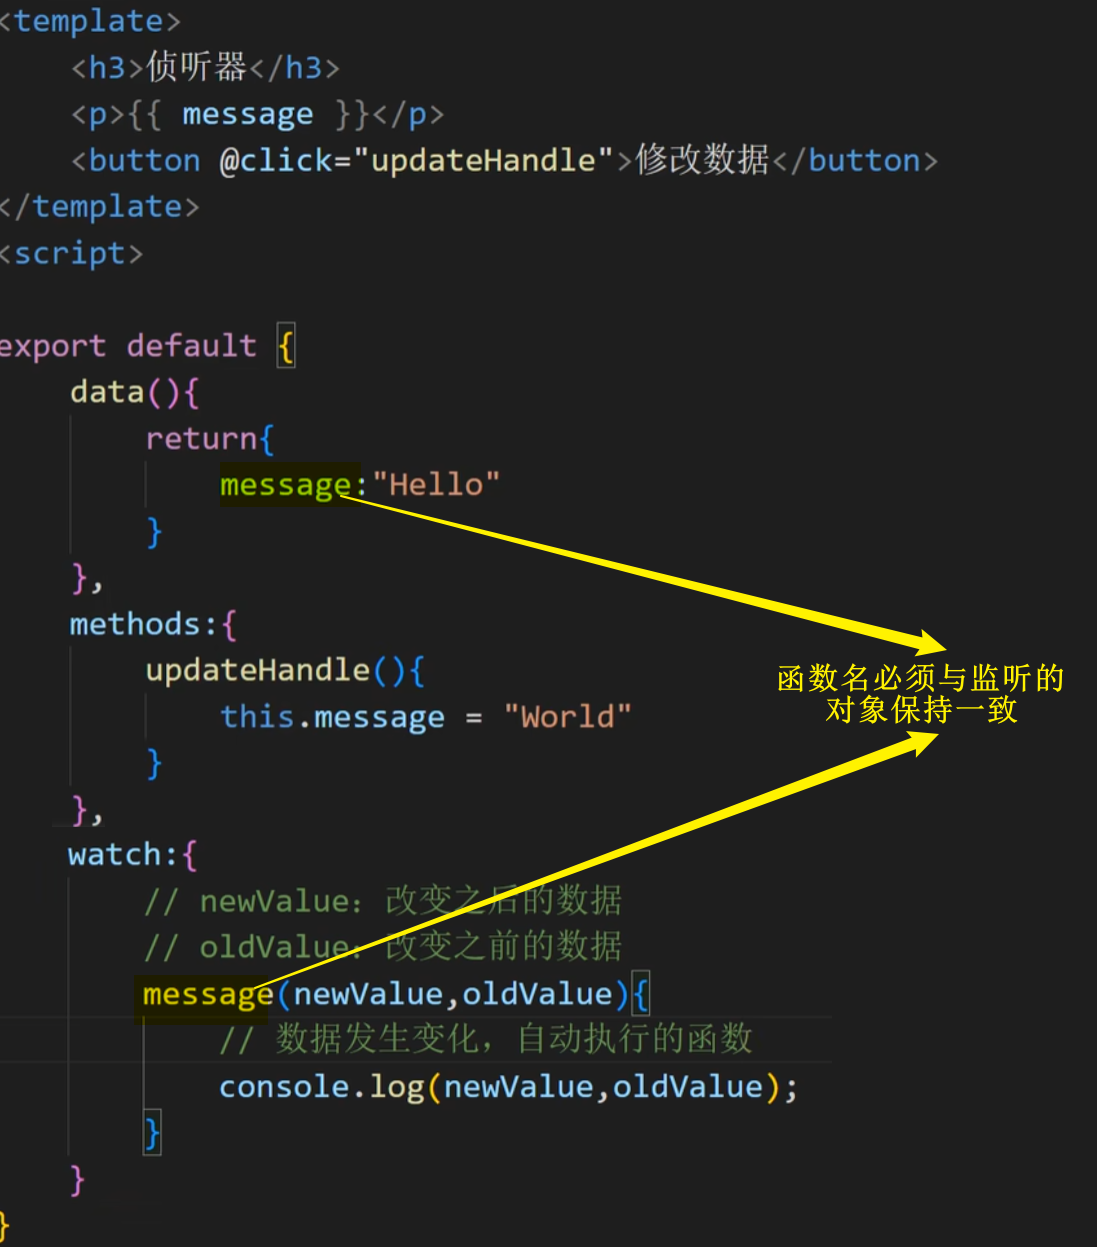 <template>
<h3>侦听器</h3>
<p>{{ message }}</p>
<button @click="updateHandle">修改数据</button>
</template>
<script>
export default {
data(){
return{
message:"Hello"
}
},
methods:{
updateHandle(){
this.message = "World"
}
},
函数名必须与监听的
对象保持一致
watch:{
// newValue：改变之后的数据
// oldValue：改变之前的数据
message(newValue,oldValue){
// 数据发生变化，自动执行的函数
console.log(newValue,oldValue);
}
}
}